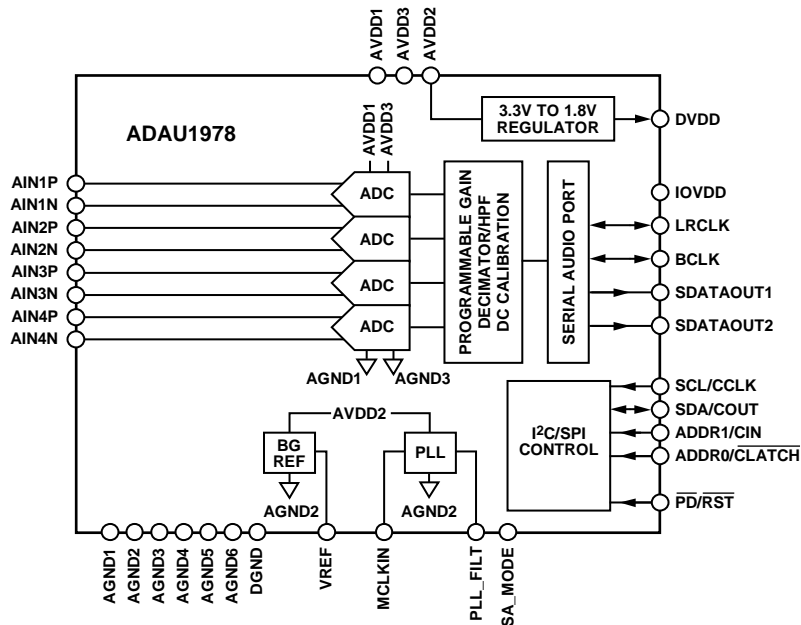 AVDD1
AVDD3
AVDD2
ADAU1978
AVDD1
AVDD3
3.3V TO 1.8V
REGULATOR
DVDD
IOVDD
LRCLK
BCLK
SDATAOUT1
SDATAOUT2
AIN1P
AIN1N
AIN2P
AIN2N
AIN3P
AIN3N
AIN4P
AIN4N
ADC
ADC
ADC
ADC
AGND1
AGND3
PROGRAMMABLE GAIN
DECIMATOR/HPF
DC CALIBRATION
SERIAL AUDIO PORT
SCL/CCLK
SDA/COUT
ADDR1/CIN
ADDR0/CLATCH
PD/RST
I²C/SPI
CONTROL
AVDD2
BG
REF
PLL
AGND2
AGND2
AGND1
AGND2
AGND3
AGND4
AGND5
AGND6
DGND
VREF
MCLKIN
PLL_FILT
SA_MODE